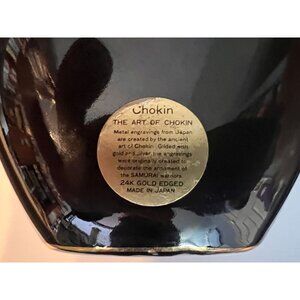 Chokin
THE ART OF CHOKIN
Metal engravings from Japan
are created by the ancient
art of Chokin. Gilded with
gold and silver, the engravings
were originally created to
decorate the armament of
the SAMURAI warriors.
24K GOLD EDGED
MADE IN JAPAN